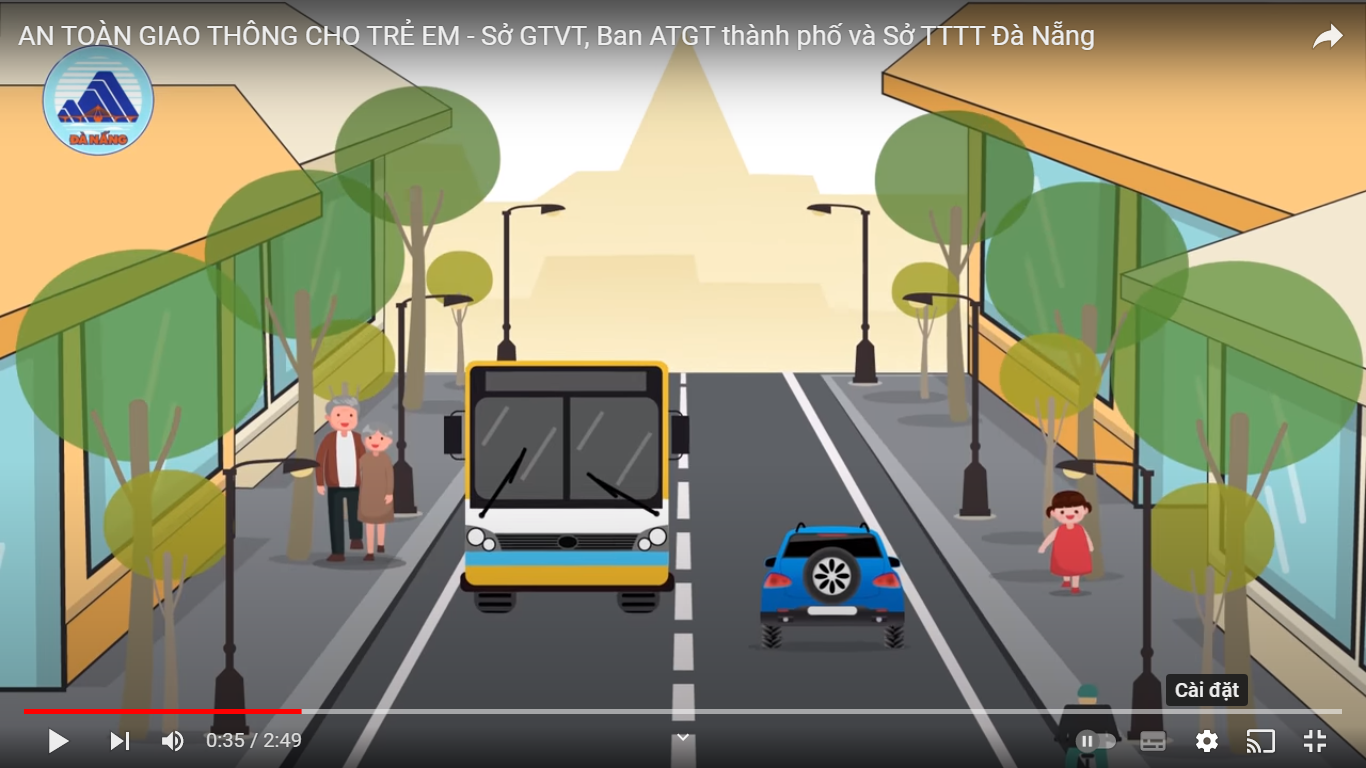 AN TOÀN GIAO THÔNG CHO TRẺ EM - Sở GTVT, Ban ATGT thành phố và Sở TTTT Đà Nẵng
ĐÀ NẴNG
Cài đặt
0:35 / 2:49